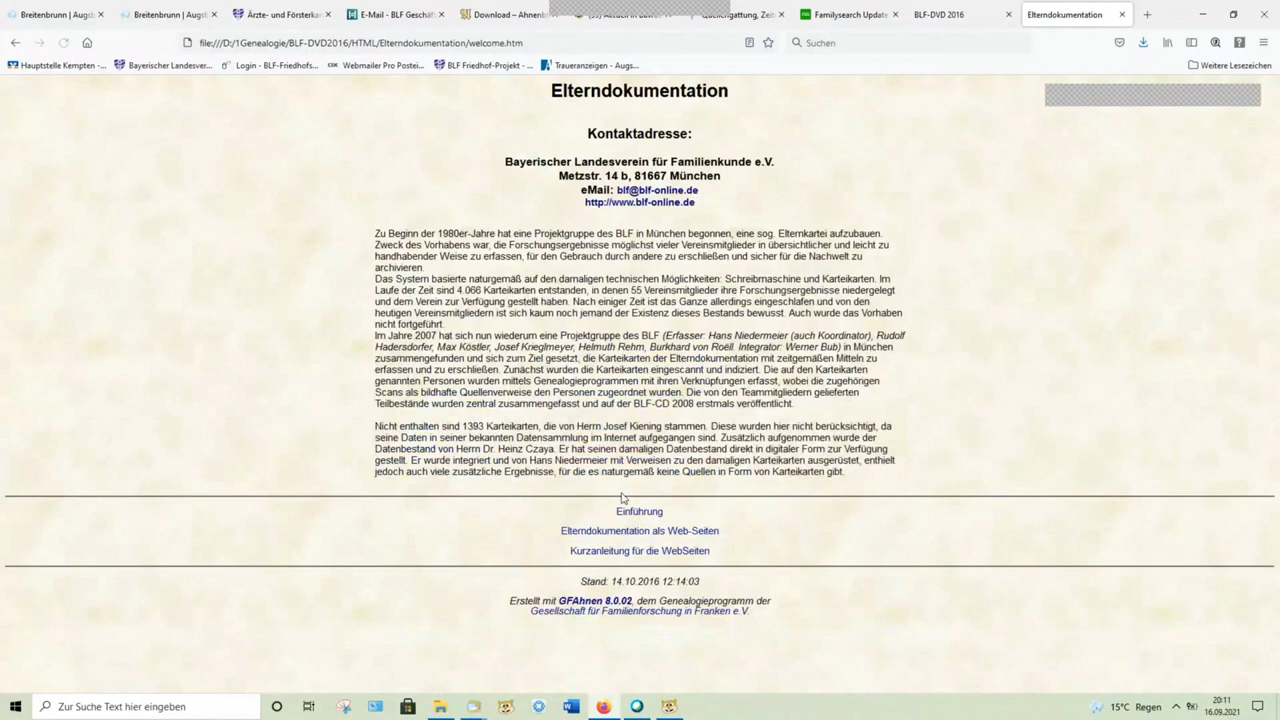 Breitenbrunn | Augsb
Breitenbrunn | Augsb
Ärzte- und Försterkar
E-Mail - BLF Geschäf
Download – Ahnenbl
Familysearch Update
BLF-DVD 2016
Elterndokumentation
file:///D:/1Genealogie/BLF-DVD2016/HTML/Elterndokumentation/welcome.htm
Suchen
Hauptstelle Kempten -...
Bayerischer Landesver...
Login - BLF-Friedhofs...
Webmailer Pro Postei...
BLF Friedhof-Projekt - ...
Traueranzeigen - Augs...
Weitere Lesezeichen
Elterndokumentation
Kontaktadresse:
Bayerischer Landesverein für Familienkunde e.V.
Metzstr. 14 b, 81667 München
eMail: blf@blf-online.de
http://www.blf-online.de
Zu Beginn der 1980er-Jahre hat eine Projektgruppe des BLF in München begonnen, eine sog. Elternkartei aufzubauen.
Zweck des Vorhabens war, die Forschungsergebnisse möglichst vieler Vereinsmitglieder in übersichtlicher und leicht zu
handhabender Weise zu erfassen, für den Gebrauch durch andere zu erschließen und sicher für die Nachwelt zu
archivieren.
Das System basierte naturgemäß auf den damaligen technischen Möglichkeiten: Schreibmaschine und Karteikarten. Im
Laufe der Zeit sind 4.066 Karteikarten entstanden, in denen 55 Vereinsmitglieder ihre Forschungsergebnisse niedergelegt
und dem Verein zur Verfügung gestellt haben. Nach einiger Zeit ist das Ganze allerdings eingeschlafen und von den
heutigen Vereinsmitgliedern ist sich kaum noch jemand der Existenz dieses Bestands bewusst. Auch wurde das Vorhaben
nicht fortgeführt.
Im Jahre 2007 hat sich nun wiederum eine Projektgruppe des BLF (Erfasser: Hans Niedermeier (auch Koordinator), Rudolf
Hadersdorfer, Max Köstler, Josef Krieglmeyer, Helmuth Rehm, Burkhard von Roëll. Integrator: Werner Bub) in München
zusammengefunden und sich zum Ziel gesetzt, die Karteikarten der Elterndokumentation mit zeitgemäßen Mitteln zu
erfassen und zu erschließen. Zunächst wurden die Karteikarten eingescannt und indiziert. Die auf den Karteikarten
genannten Personen wurden mittels Genealogieprogrammen mit ihren Verknüpfungen erfasst, wobei die zugehörigen
Scans als bildhafte Quellenverweise den Personen zugeordnet wurden. Die von den Teammitgliedern gelieferten
Teilbestände wurden zentral zusammengefasst und auf der BLF-CD 2008 erstmals veröffentlicht.
Nicht enthalten sind 1393 Karteikarten, die von Herrn Josef Kiening stammen. Diese wurden hier nicht berücksichtigt, da
seine Daten in seiner bekannten Datensammlung im Internet aufgegangen sind. Zusätzlich aufgenommen wurde der
Datenbestand von Herrn Dr. Heinz Czaya. Er hat seinen damaligen Datenbestand direkt in digitaler Form zur Verfügung
gestellt. Er wurde integriert und von Hans Niedermeier mit Verweisen zu den damaligen Karteikarten ausgerüstet, enthielt
jedoch auch viele zusätzliche Ergebnisse, für die es naturgemäß keine Quellen in Form von Karteikarten gibt.
Einführung
Elterndokumentation als Web-Seiten
Kurzanleitung für die WebSeiten
Stand: 14.10.2016 12:14:03
Erstellt mit GFAhnen 8.0.02, dem Genealogieprogramm der
Gesellschaft für Familienforschung in Franken e.V.
Zur Suche Text hier eingeben
15°C Regen
20:11
16.09.2021